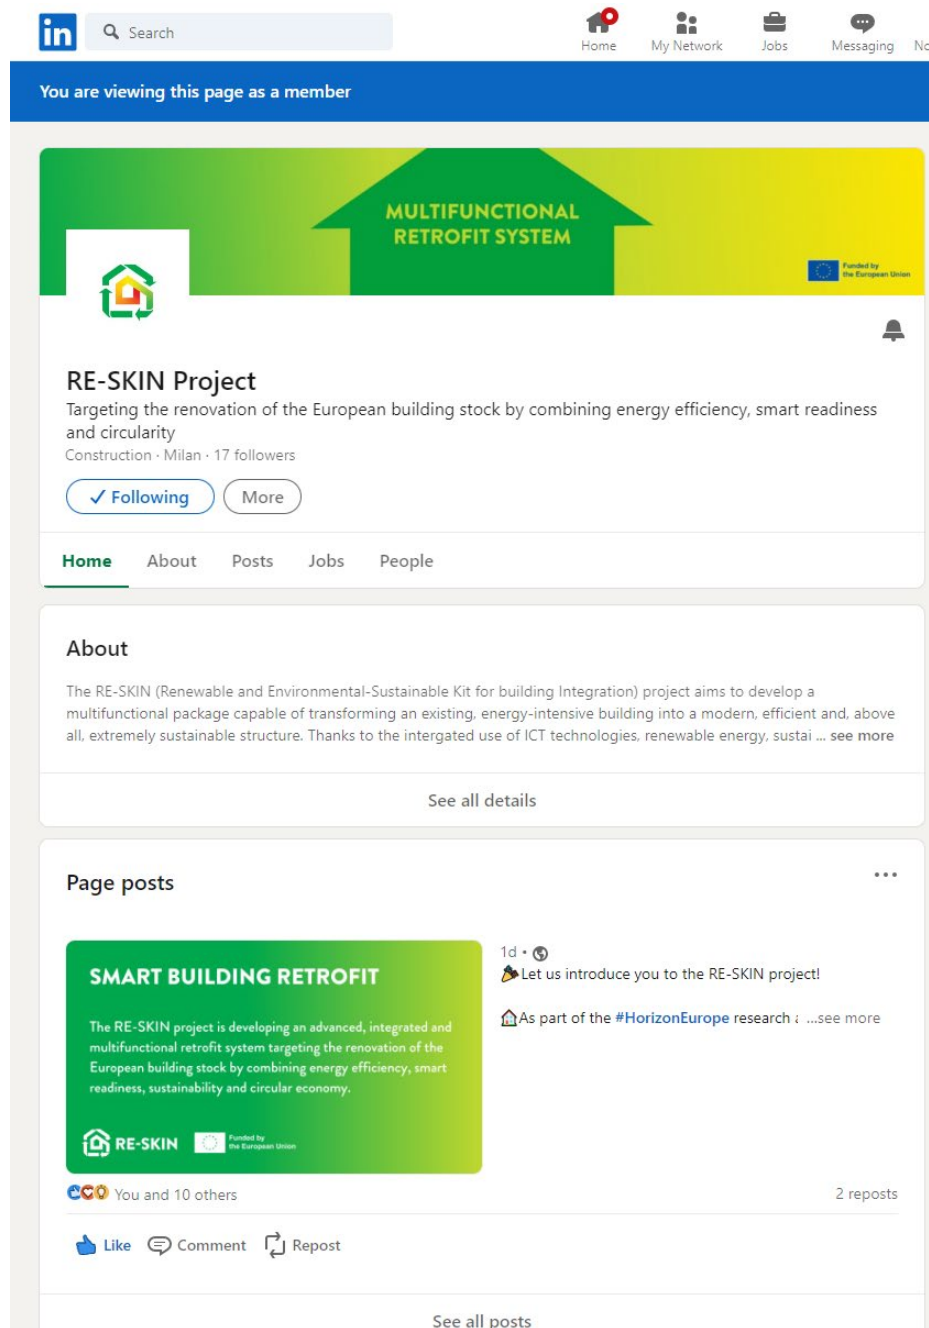 in Search
Home My Network Jobs Messaging
You are viewing this page as a member
MULTIFUNCTIONAL
RETROFIT SYSTEM
Funded by
the European Union
RE-SKIN Project
Targeting the renovation of the European building stock by combining energy efficiency, smart readiness
and circularity
Construction · Milan · 17 followers
✓ Following More
Home About Posts Jobs People
About
The RE-SKIN (Renewable and Environmental-Sustainable Kit for building Integration) project aims to develop a
multifunctional package capable of transforming an existing, energy-intensive building into a modern, efficient and, above
all, extremely sustainable structure. Thanks to the intergated use of ICT technologies, renewable energy, sustai ... see more
See all details
Page posts
SMART BUILDING RETROFIT
The RE-SKIN project is developing an advanced, integrated and
multifunctional retrofit system targeting the renovation of the
European building stock by combining energy efficiency, smart
readiness, sustainability and circular economy.
RE-SKIN
Funded by
the European Union
1d •
🎉Let us introduce you to the RE-SKIN project!
🏠As part of the #HorizonEurope research ...see more
You and 10 others 2 reposts
Like Comment Repost
See all posts